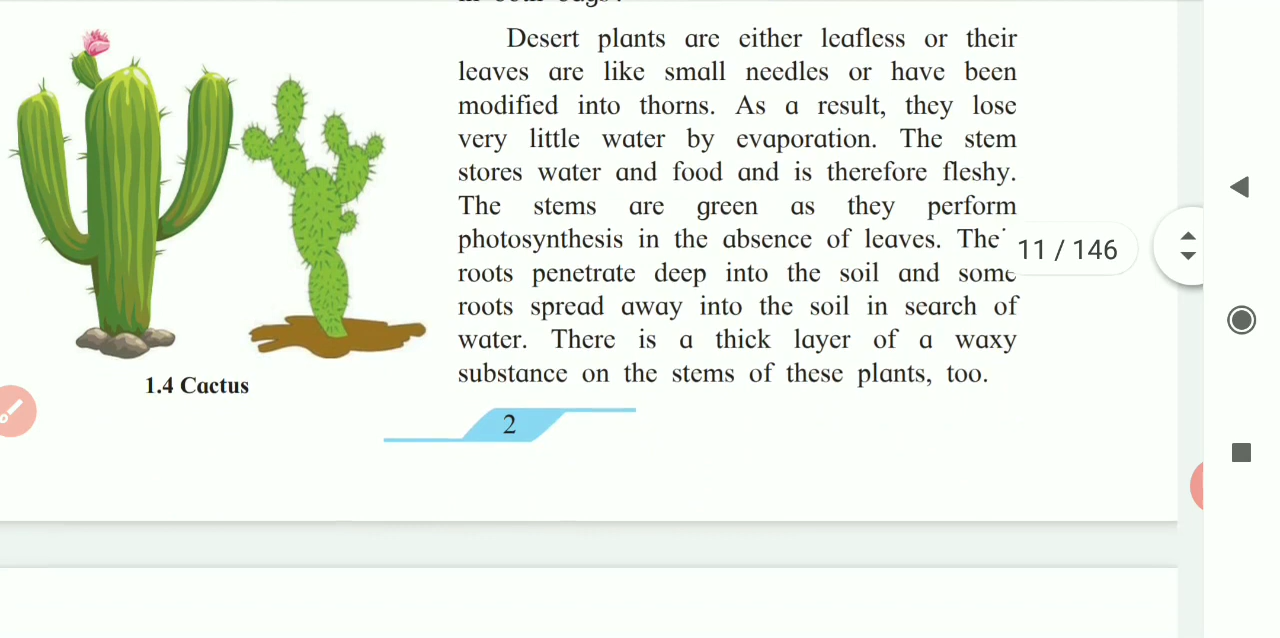 Desert plants are either leafless or their
leaves are like small needles or have been
modified into thorns. As a result, they lose
very little water by evaporation. The stem
stores water and food and is therefore fleshy.
The stems are green as they perform
photosynthesis in the absence of leaves. The
11 / 146
roots penetrate deep into the soil and some
roots spread away into the soil in search of
water. There is a thick layer of a waxy
substance on the stems of these plants, too.
1.4 Cactus
2